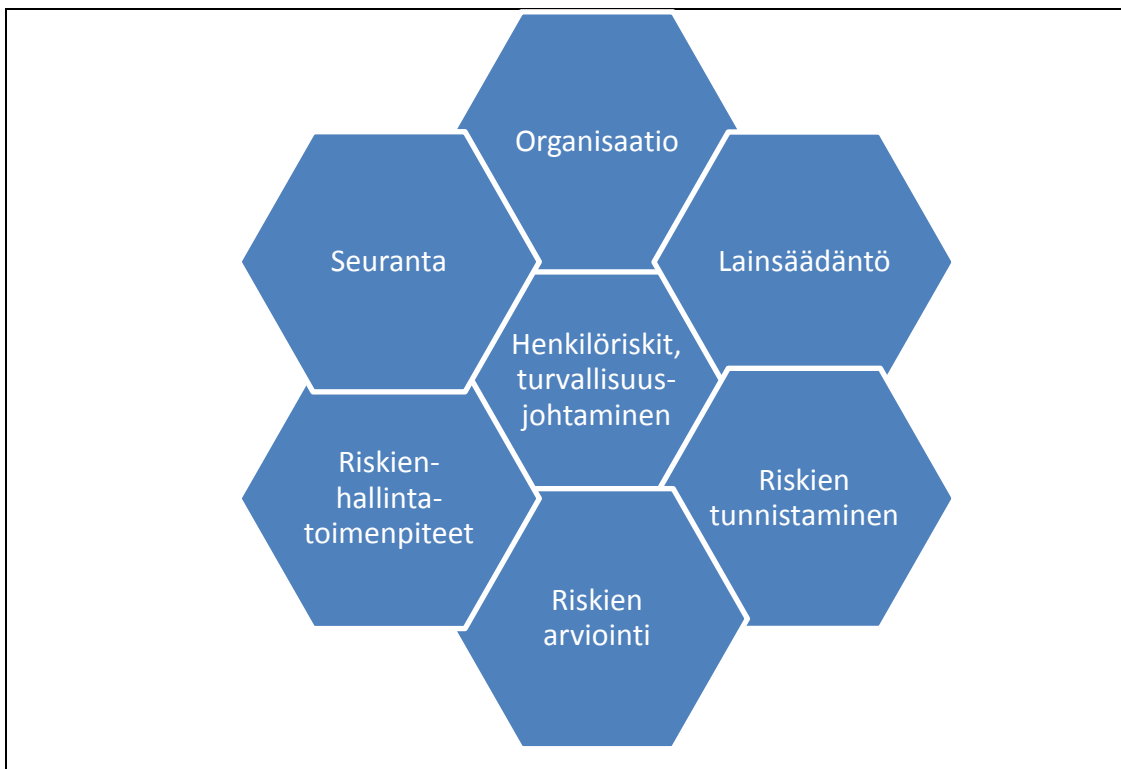 Organisaatio
Seuranta
Lainsäädäntö
Henkilöriskit,
turvallisuus-
johtaminen
Riskien-
hallinta-
toimenpiteet
Riskien
tunnistaminen
Riskien
arviointi